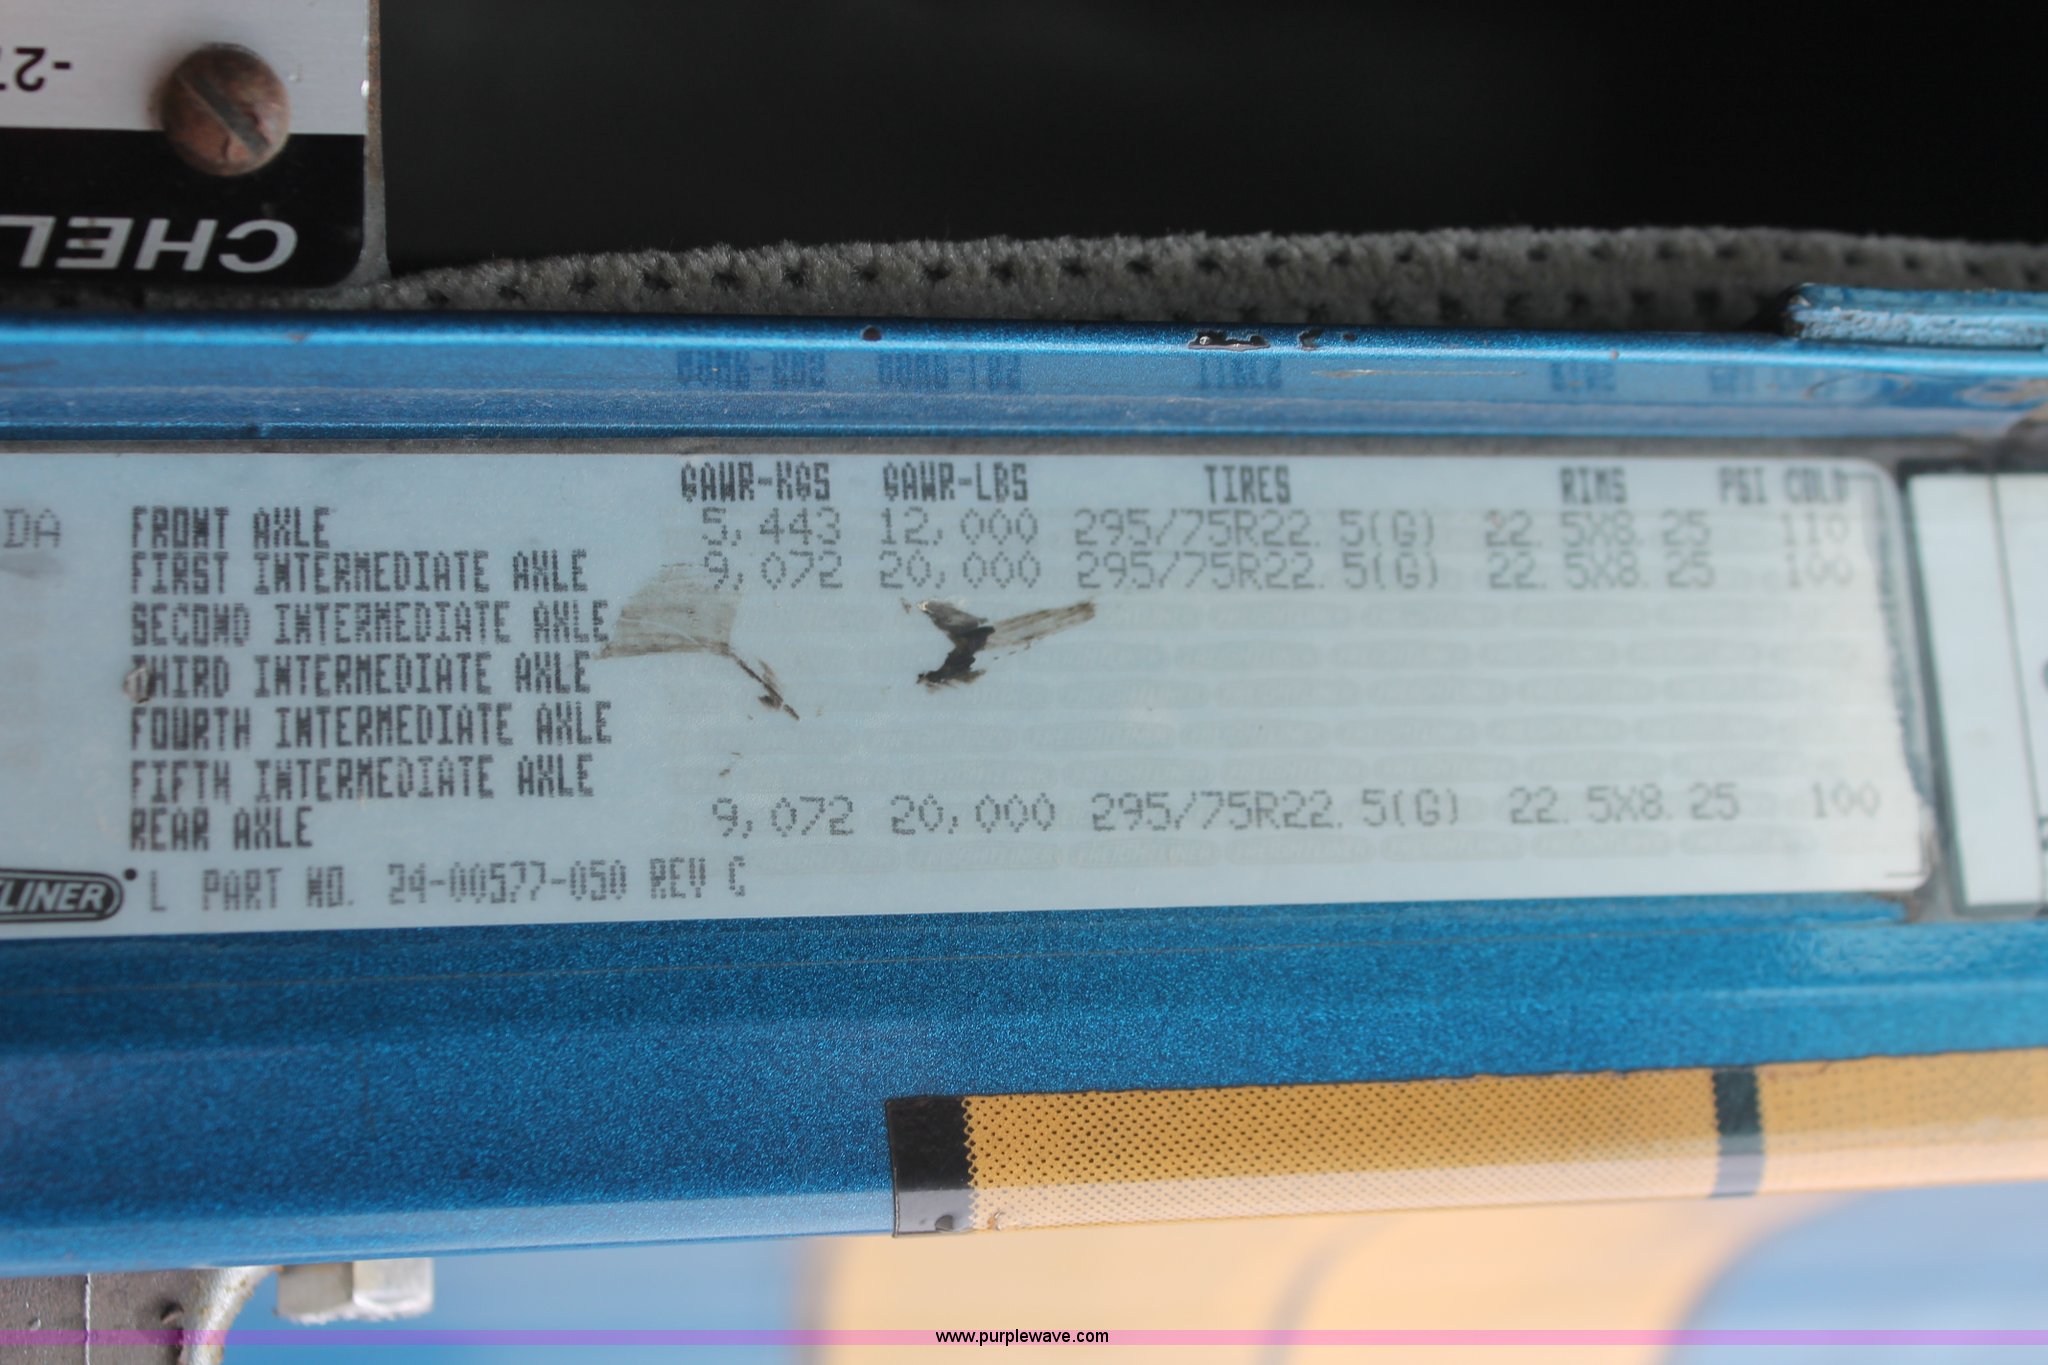 -27
CHEL
GAWR-KGS GAWR-LBS TIRES RIMS PSI COLD
DA
FRONT AXLE 5,443 12,000 295/75R22.5(G) 22.5X8.25 110
FIRST INTERMEDIATE AXLE 9,072 20,000 295/75R22.5(G) 22.5X8.25 100
SECOND INTERMEDIATE AXLE
THIRD INTERMEDIATE AXLE
FOURTH INTERMEDIATE AXLE
FIFTH INTERMEDIATE AXLE
REAR AXLE 9,072 20,000 295/75R22.5(G) 22.5X8.25 100
LINER L PART NO. 24-00577-050 REV C
www.purplewave.com